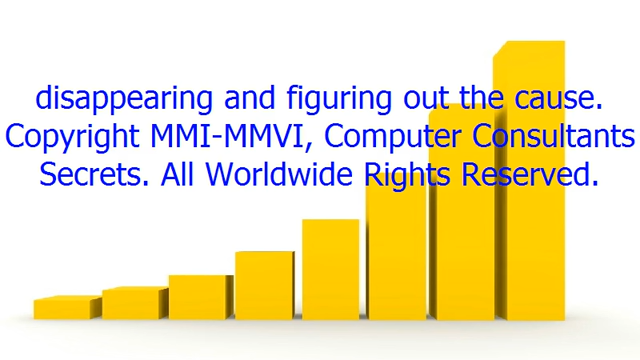 disappearing and figuring out the cause.
Copyright MMI-MMVI, Computer Consultants
Secrets. All Worldwide Rights Reserved.